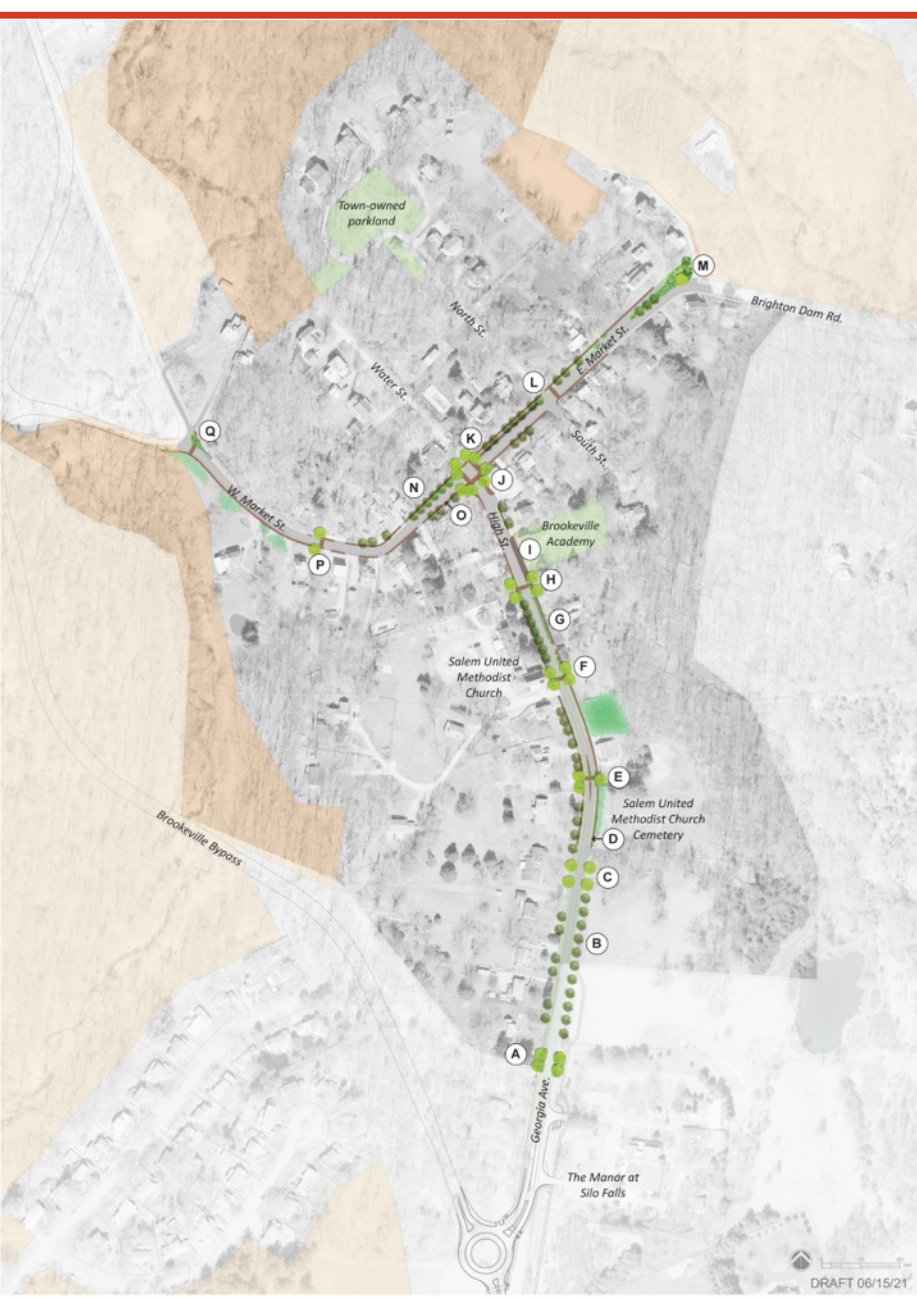 Town-owned
parkland
M
Brighton Dam Rd.
North St.
E. Market St.
Water St.
L
Q
K
South St.
J
N
W. Market St.
O
High St.
Brookeville
Academy
I
P
H
G
Salem United
Methodist
Church
F
E
Salem United
Methodist Church
Cemetery
D
Brookeville Bypass
C
B
A
Georgia Ave.
The Manor at
Silo Falls
DRAFT 06/15/21